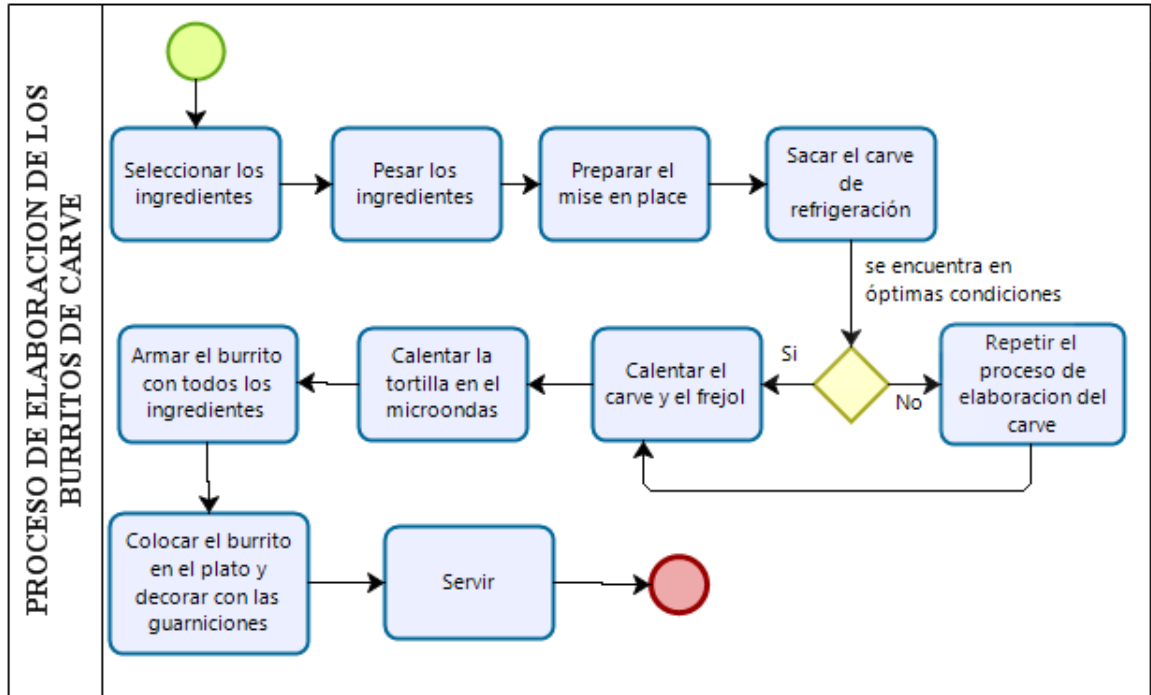 PROCESO DE ELABORACION DE LOS
BURRITOS DE CARVE
Seleccionar los
ingredientes
Pesar los
ingredientes
Preparar el
mise en place
Sacar el carve
de
refrigeración
se encuentra en
óptimas condiciones
Si
No
Repetir el
proceso de
elaboracion del
carve
Calentar el
carve y el frejol
Calentar la
tortilla en el
microondas
Armar el burrito
con todos los
ingredientes
Colocar el burrito
en el plato y
decorar con las
guarniciones
Servir